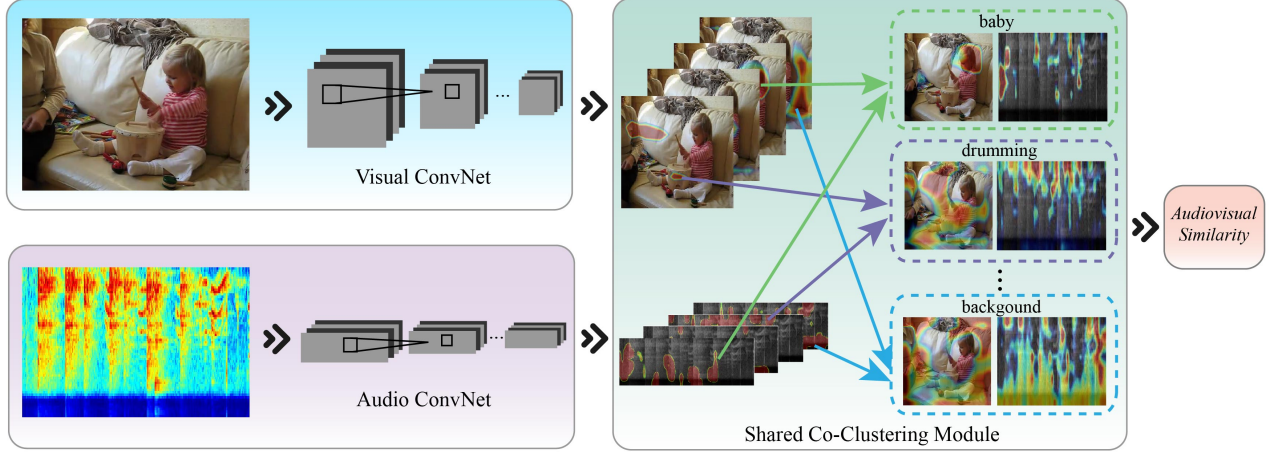 Visual ConvNet
Audio ConvNet
baby
drumming
backgound
Shared Co-Clustering Module
Audiovisual
Similarity